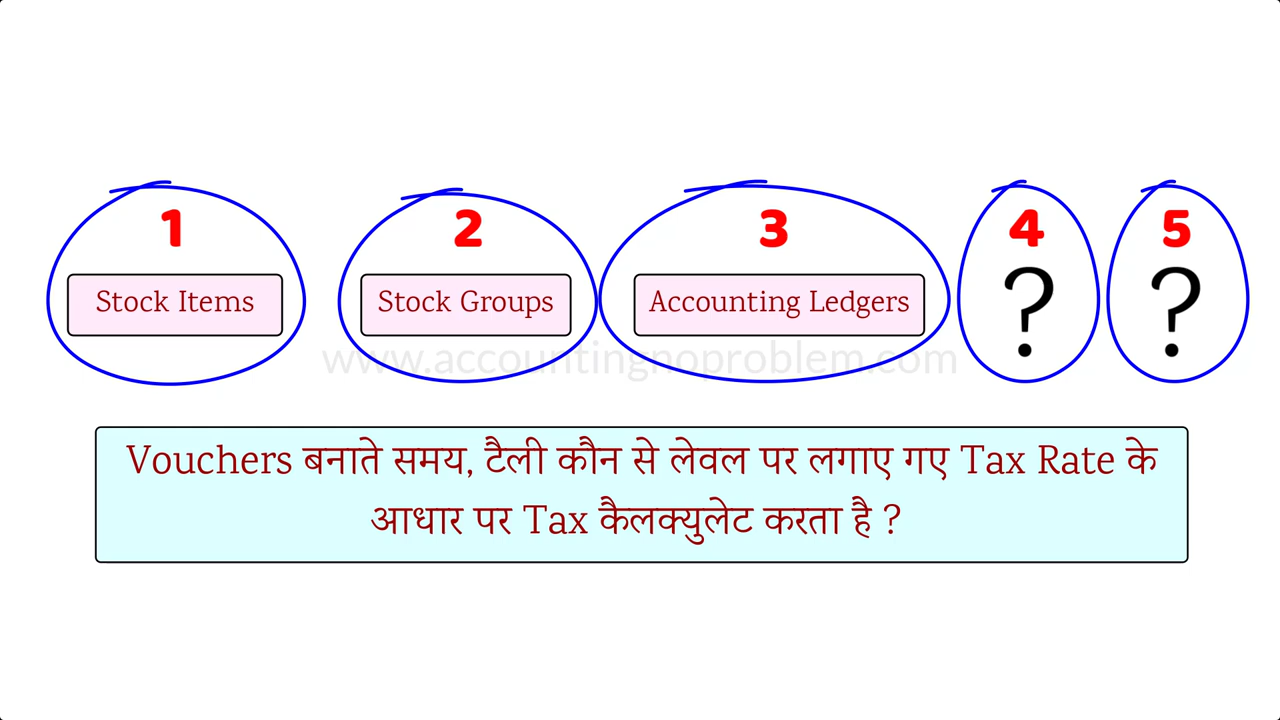 1 2 3 4 5
Stock Items Stock Groups Accounting Ledgers ? ?
www.accountingnoproblem.com
Vouchers बनाते समय, टैली कौन से लेवल पर लगाए गए Tax Rate के
आधार पर Tax कैलक्युलेट करता है ?